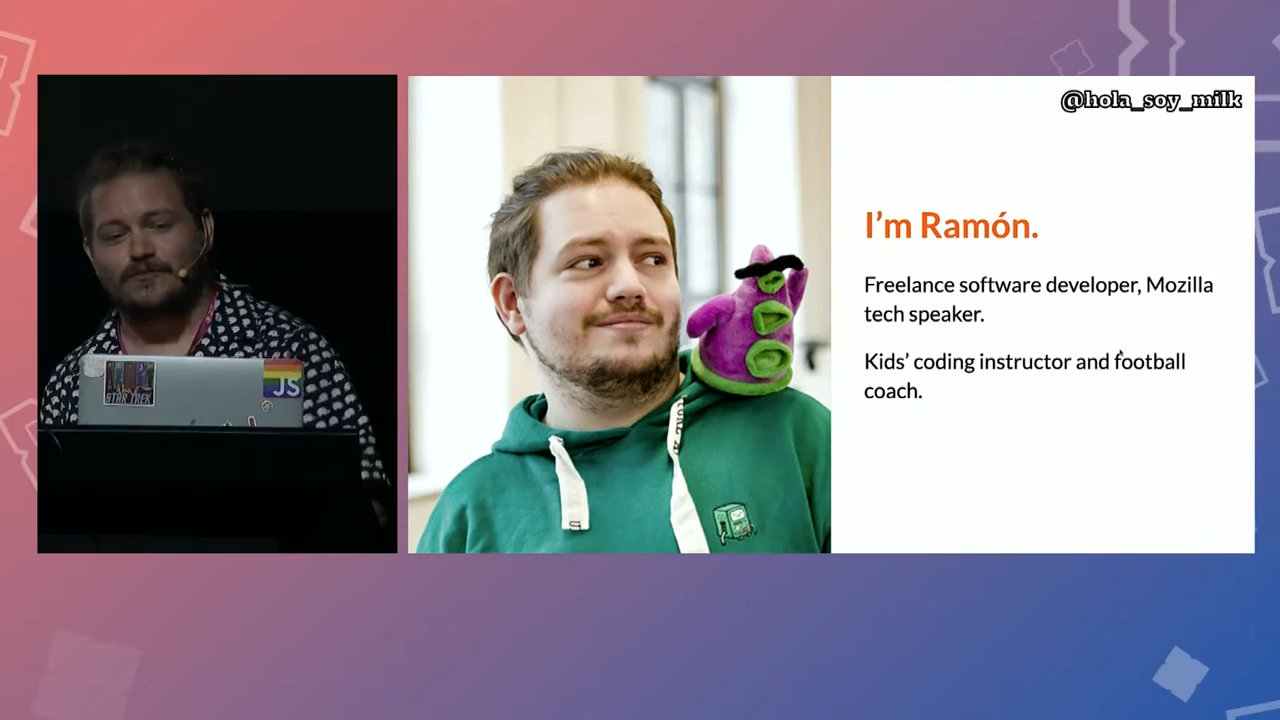 @hola_soy_milk
I’m Ramón.
Freelance software developer, Mozilla
tech speaker.
Kids’ coding instructor and football
coach.
STAR TREK
JS